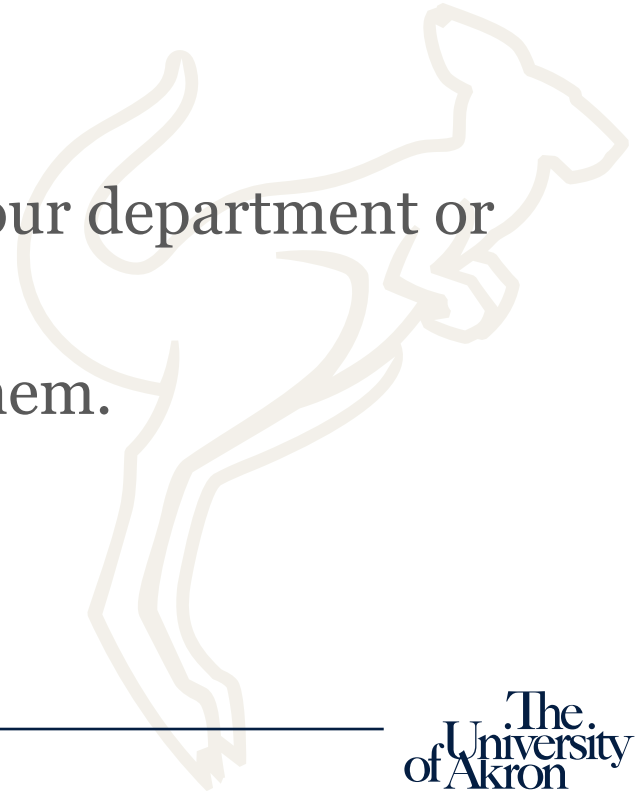 our department or
hem.
The
University
of Akron